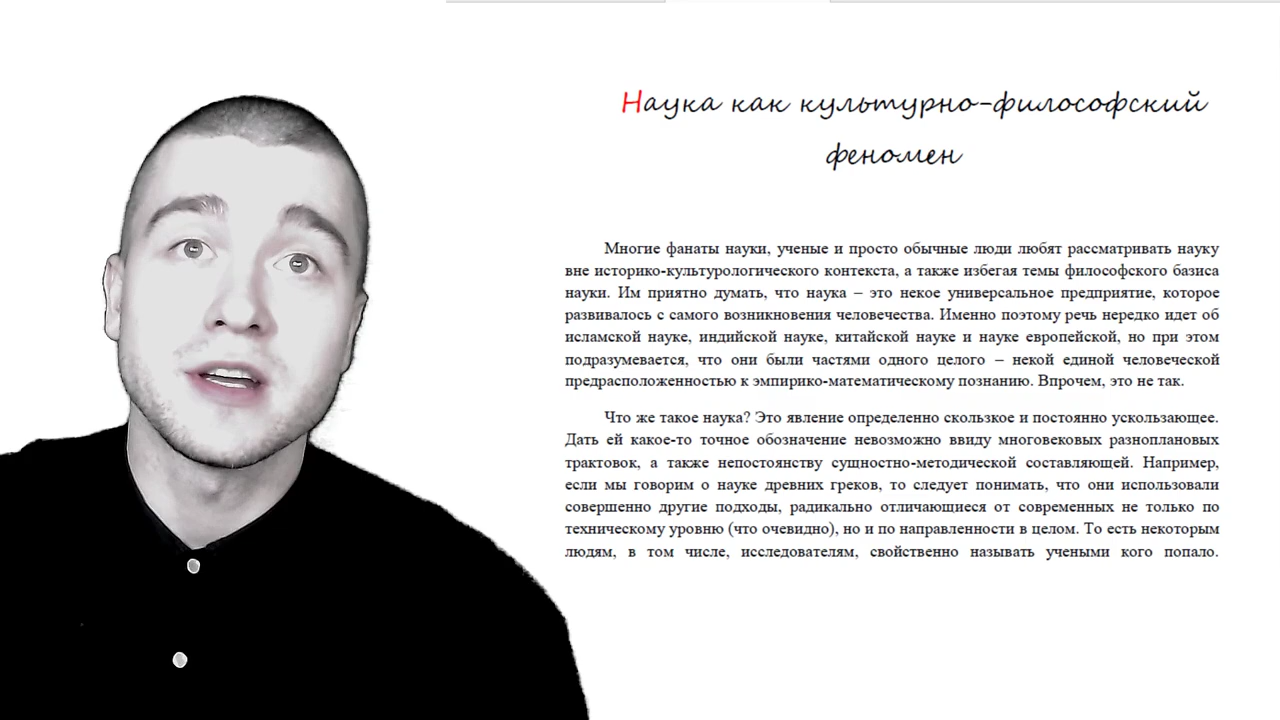 Наука как культурно-философский
феномен
Многие фанаты науки, ученые и просто обычные люди любят рассматривать науку
вне историко-культурологического контекста, а также избегая темы философского базиса
науки. Им приятно думать, что наука – это некое универсальное предприятие, которое
развивалось с самого возникновения человечества. Именно поэтому речь нередко идет об
исламской науке, индийской науке, китайской науке и науке европейской, но при этом
подразумевается, что они были частями одного целого – некой единой человеческой
предрасположенностью к эмпирико-математическому познанию. Впрочем, это не так.
Что же такое наука? Это явление определенно скользкое и постоянно ускользающее.
Дать ей какое-то точное обозначение невозможно ввиду многовековых разноплановых
трактовок, а также непостоянству сущностно-методической составляющей. Например,
если мы говорим о науке древних греков, то следует понимать, что они использовали
совершенно другие подходы, радикально отличающиеся от современных не только по
техническому уровню (что очевидно), но и по направленности в целом. То есть некоторым
людям, в том числе, исследователям, свойственно называть учеными кого попало.